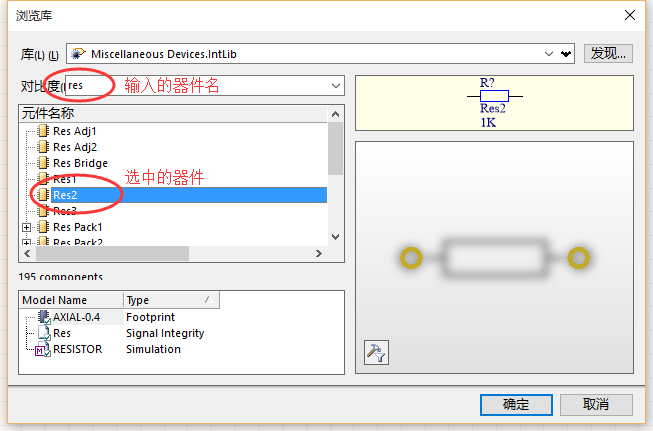 浏览库
库(L) (L)
Miscellaneous Devices.IntLib
发现...
对比度
res
输入的器件名
元件名称
Res Adj1
Res Adj2
Res Bridge
Res1
选中的器件
Res2
Res3
Res Pack1
Res Pack2
195 components
Model Name
Type
AXIAL-0.4
Footprint
Res
Signal Integrity
RESISTOR
Simulation
R?
Res2
1K
确定
取消